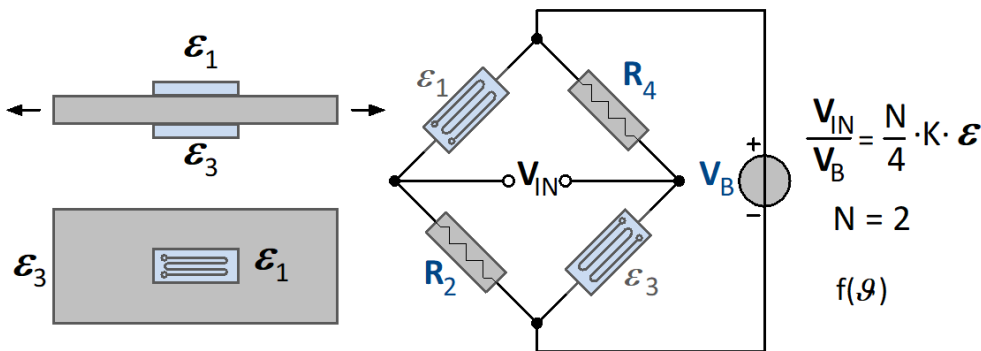 ε1
ε3
ε3
ε1
ε1
R4
VIN
R2
ε3
VB
+
−
VIN/VB = N/4 ·K· ε
N = 2
f(ϑ)